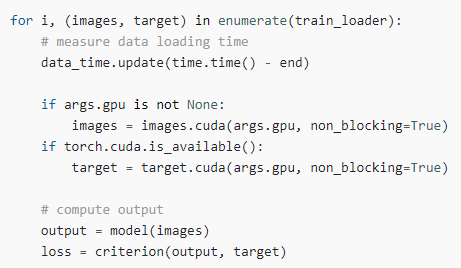 for i, (images, target) in enumerate(train_loader):
    # measure data loading time
    data_time.update(time.time() - end)

    if args.gpu is not None:
        images = images.cuda(args.gpu, non_blocking=True)
    if torch.cuda.is_available():
        target = target.cuda(args.gpu, non_blocking=True)

    # compute output
    output = model(images)
    loss = criterion(output, target)